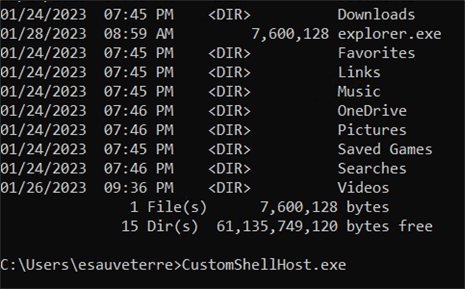 01/24/2023  07:45 PM    <DIR>          Downloads
01/28/2023  08:59 AM         7,600,128 explorer.exe
01/24/2023  07:45 PM    <DIR>          Favorites
01/24/2023  07:45 PM    <DIR>          Links
01/24/2023  07:45 PM    <DIR>          Music
01/24/2023  07:46 PM    <DIR>          OneDrive
01/24/2023  07:46 PM    <DIR>          Pictures
01/24/2023  07:45 PM    <DIR>          Saved Games
01/24/2023  07:46 PM    <DIR>          Searches
01/26/2023  09:36 PM    <DIR>          Videos
1 File(s)      7,600,128 bytes
15 Dir(s)  61,135,749,120 bytes free
C:\Users\esauveterre>CustomShellHost.exe